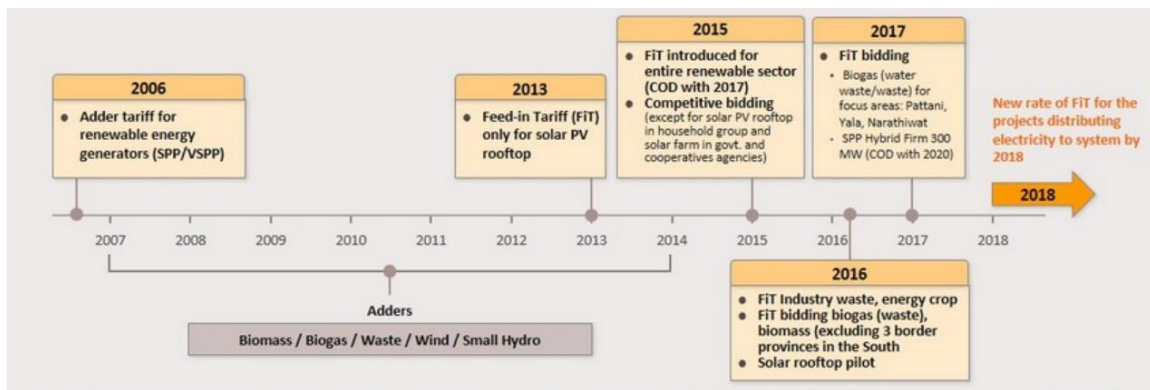 2006
Adder tariff for
renewable energy
generators (SPP/VSPP)
2013
Feed-in Tariff (FiT)
only for solar PV
rooftop
2015
FiT introduced for
entire renewable sector
(COD with 2017)
Competitive bidding
(except for solar PV rooftop
in household group and
solar farm in govt. and
cooperatives agencies)
2017
FiT bidding
Biogas (water
waste/waste) for
focus areas: Pattani,
Yala, Narathiwat
SPP Hybrid Firm 300
MW (COD with 2020)
New rate of FiT for the
projects distributing
electricity to system by
2018
2018
2007 2008 2009 2010 2011 2012 2013 2014 2015 2016 2017 2018
Adders
Biomass / Biogas / Waste / Wind / Small Hydro
2016
FiT Industry waste, energy crop
FiT bidding biogas (waste),
biomass (excluding 3 border
provinces in the South
Solar rooftop pilot